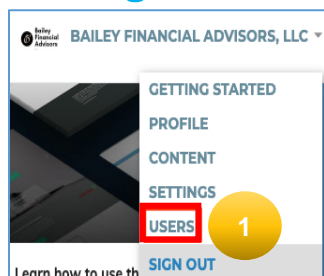 Bailey
Financial
Advisors
BAILEY FINANCIAL ADVISORS, LLC
GETTING STARTED
PROFILE
CONTENT
SETTINGS
USERS
1
SIGN OUT
Learn how to use th